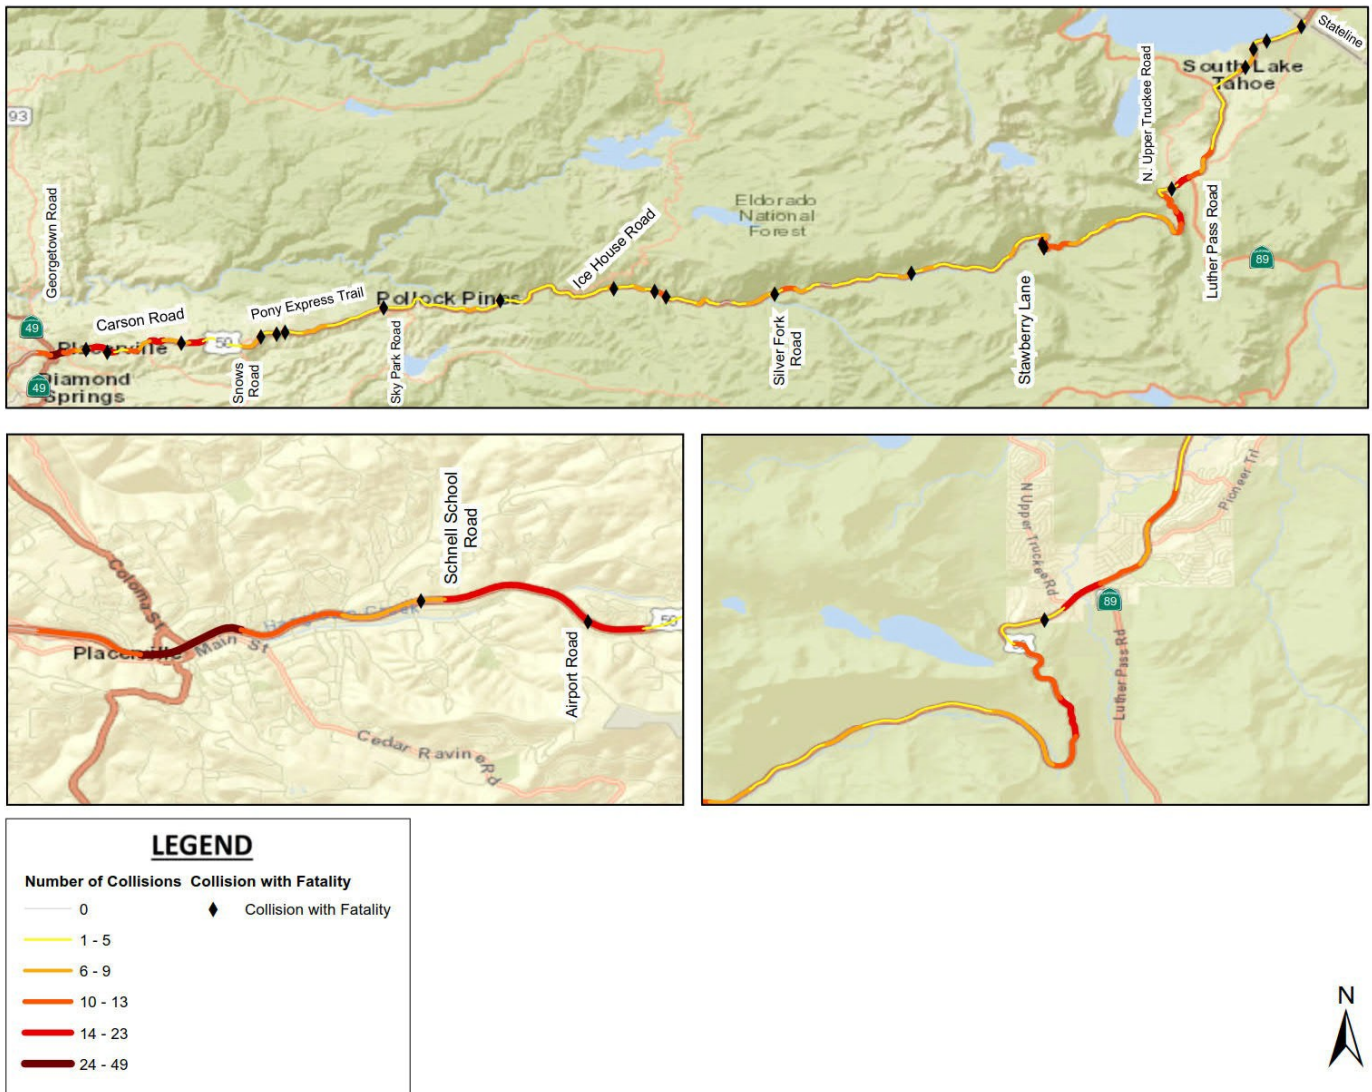 Stateline
South Lake
Tahoe
N. Upper Truckee Road
93
Georgetown Road
Eldorado
National
Forest
Ice House Road
Luther Pass Road
89
Pollock Pines
Pony Express Trail
Carson Road
49
50
Placerville
Diamond
Springs
49
Snows
Road
Sky Park Road
Silver Fork
Road
Stawberry Lane
Schnell School
Road
Coloma St
Creek
50
Placerville
Main St
Airport Road
Cedar Ravine Rd
N Upper Truckee Rd
Pioneer Trl
89
Luther Pass Rd
LEGEND
Number of Collisions Collision with Fatality
0 Collision with Fatality
1 - 5
6 - 9
10 - 13
14 - 23
24 - 49
N